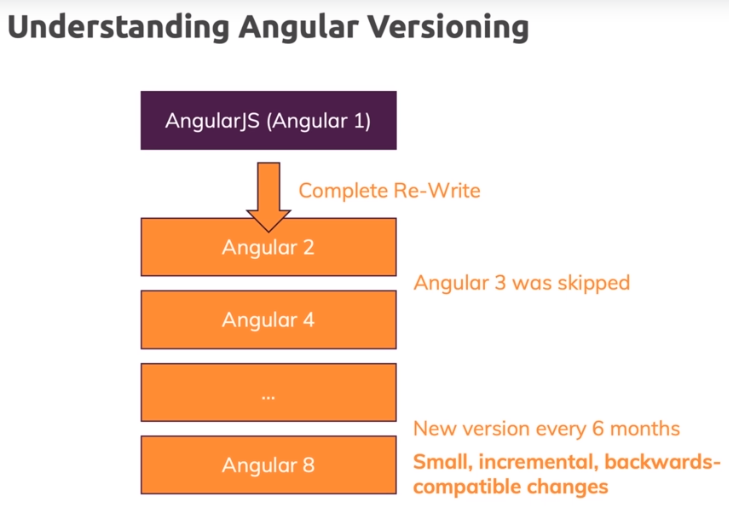 Understanding Angular Versioning
AngularJS (Angular 1)
Complete Re-Write
Angular 2
Angular 3 was skipped
Angular 4
...
New version every 6 months
Angular 8
Small, incremental, backwards-
compatible changes